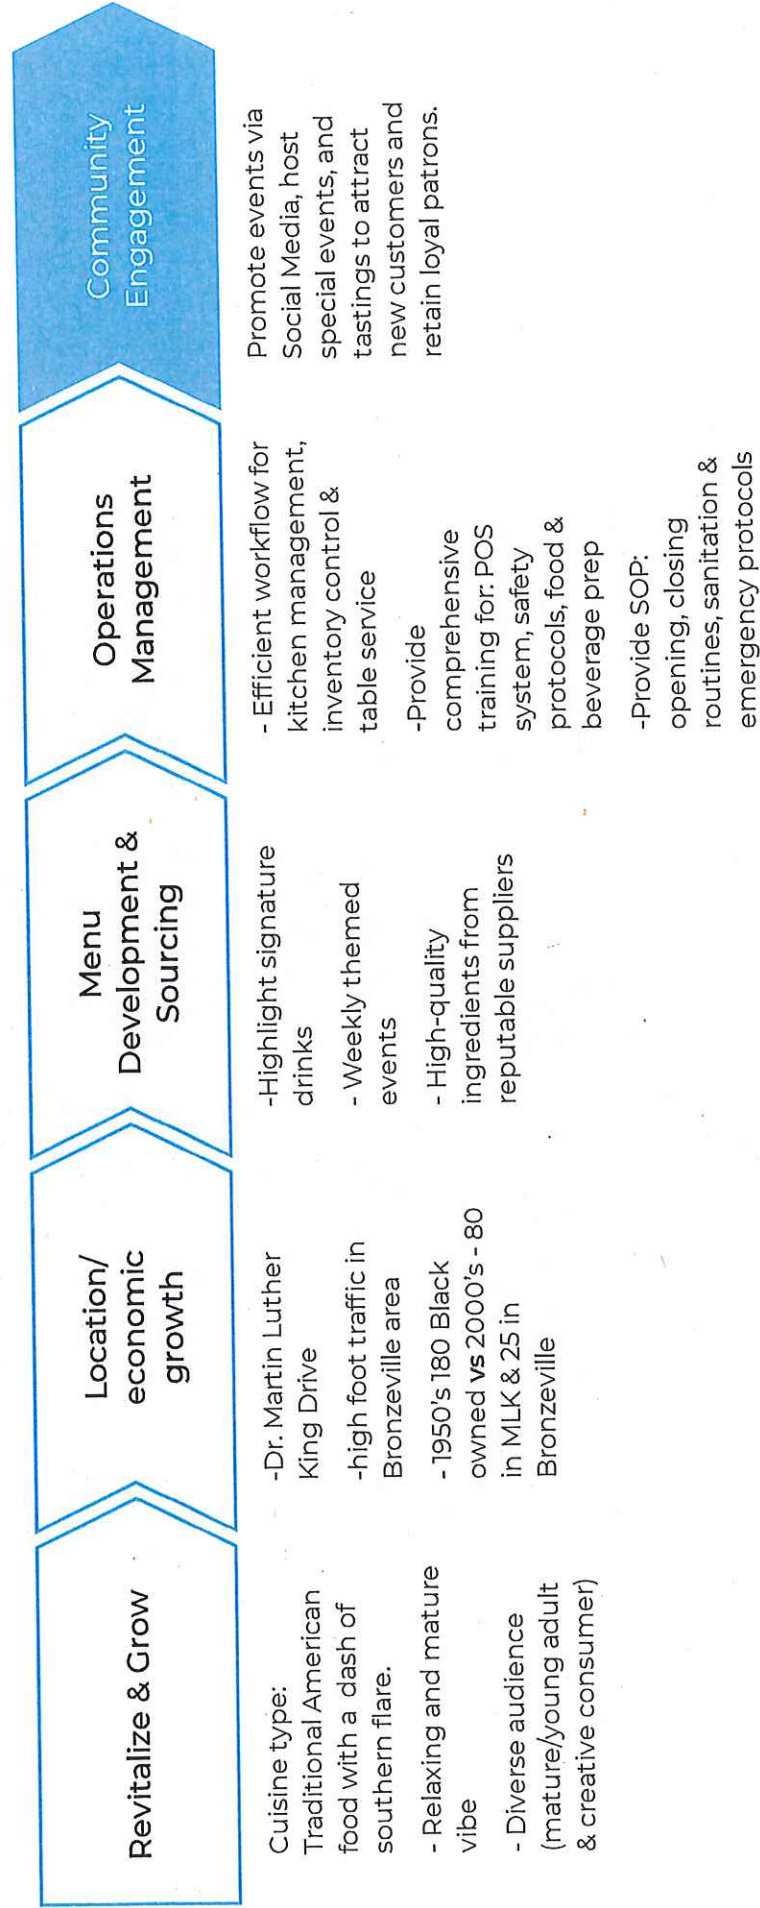 Revitalize & Grow
Cuisine type:
Traditional American
food with a dash of
southern flare.
- Relaxing and mature
vibe
- Diverse audience
(mature/young adult
& creative consumer)
Location/
economic
growth
-Dr. Martin Luther
King Drive
-high foot traffic in
Bronzeville area
- 1950's 180 Black
owned vs 2000's - 80
in MLK & 25 in
Bronzeville
Menu
Development &
Sourcing
-Highlight signature
drinks
- Weekly themed
events
- High-quality
ingredients from
reputable suppliers
Operations
Management
- Efficient workflow for
kitchen management,
inventory control &
table service
-Provide
comprehensive
training for: POS
system, safety
protocols, food &
beverage prep
-Provide SOP:
opening, closing
routines, sanitation &
emergency protocols
Community
Engagement
Promote events via
Social Media, host
special events, and
tastings to attract
new customers and
retain loyal patrons.